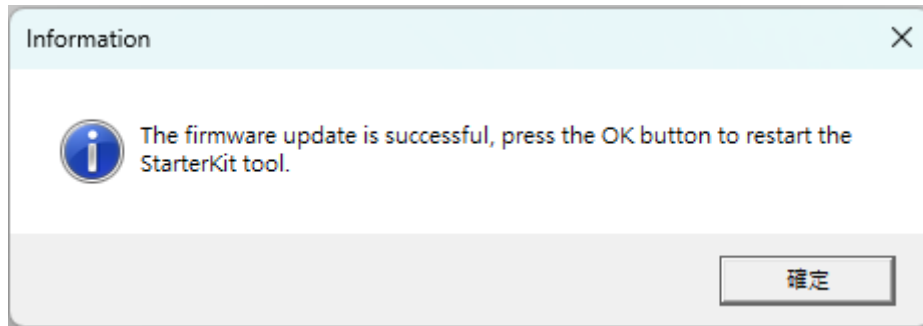 Information
The firmware update is successful, press the OK button to restart the
StarterKit tool.
確定